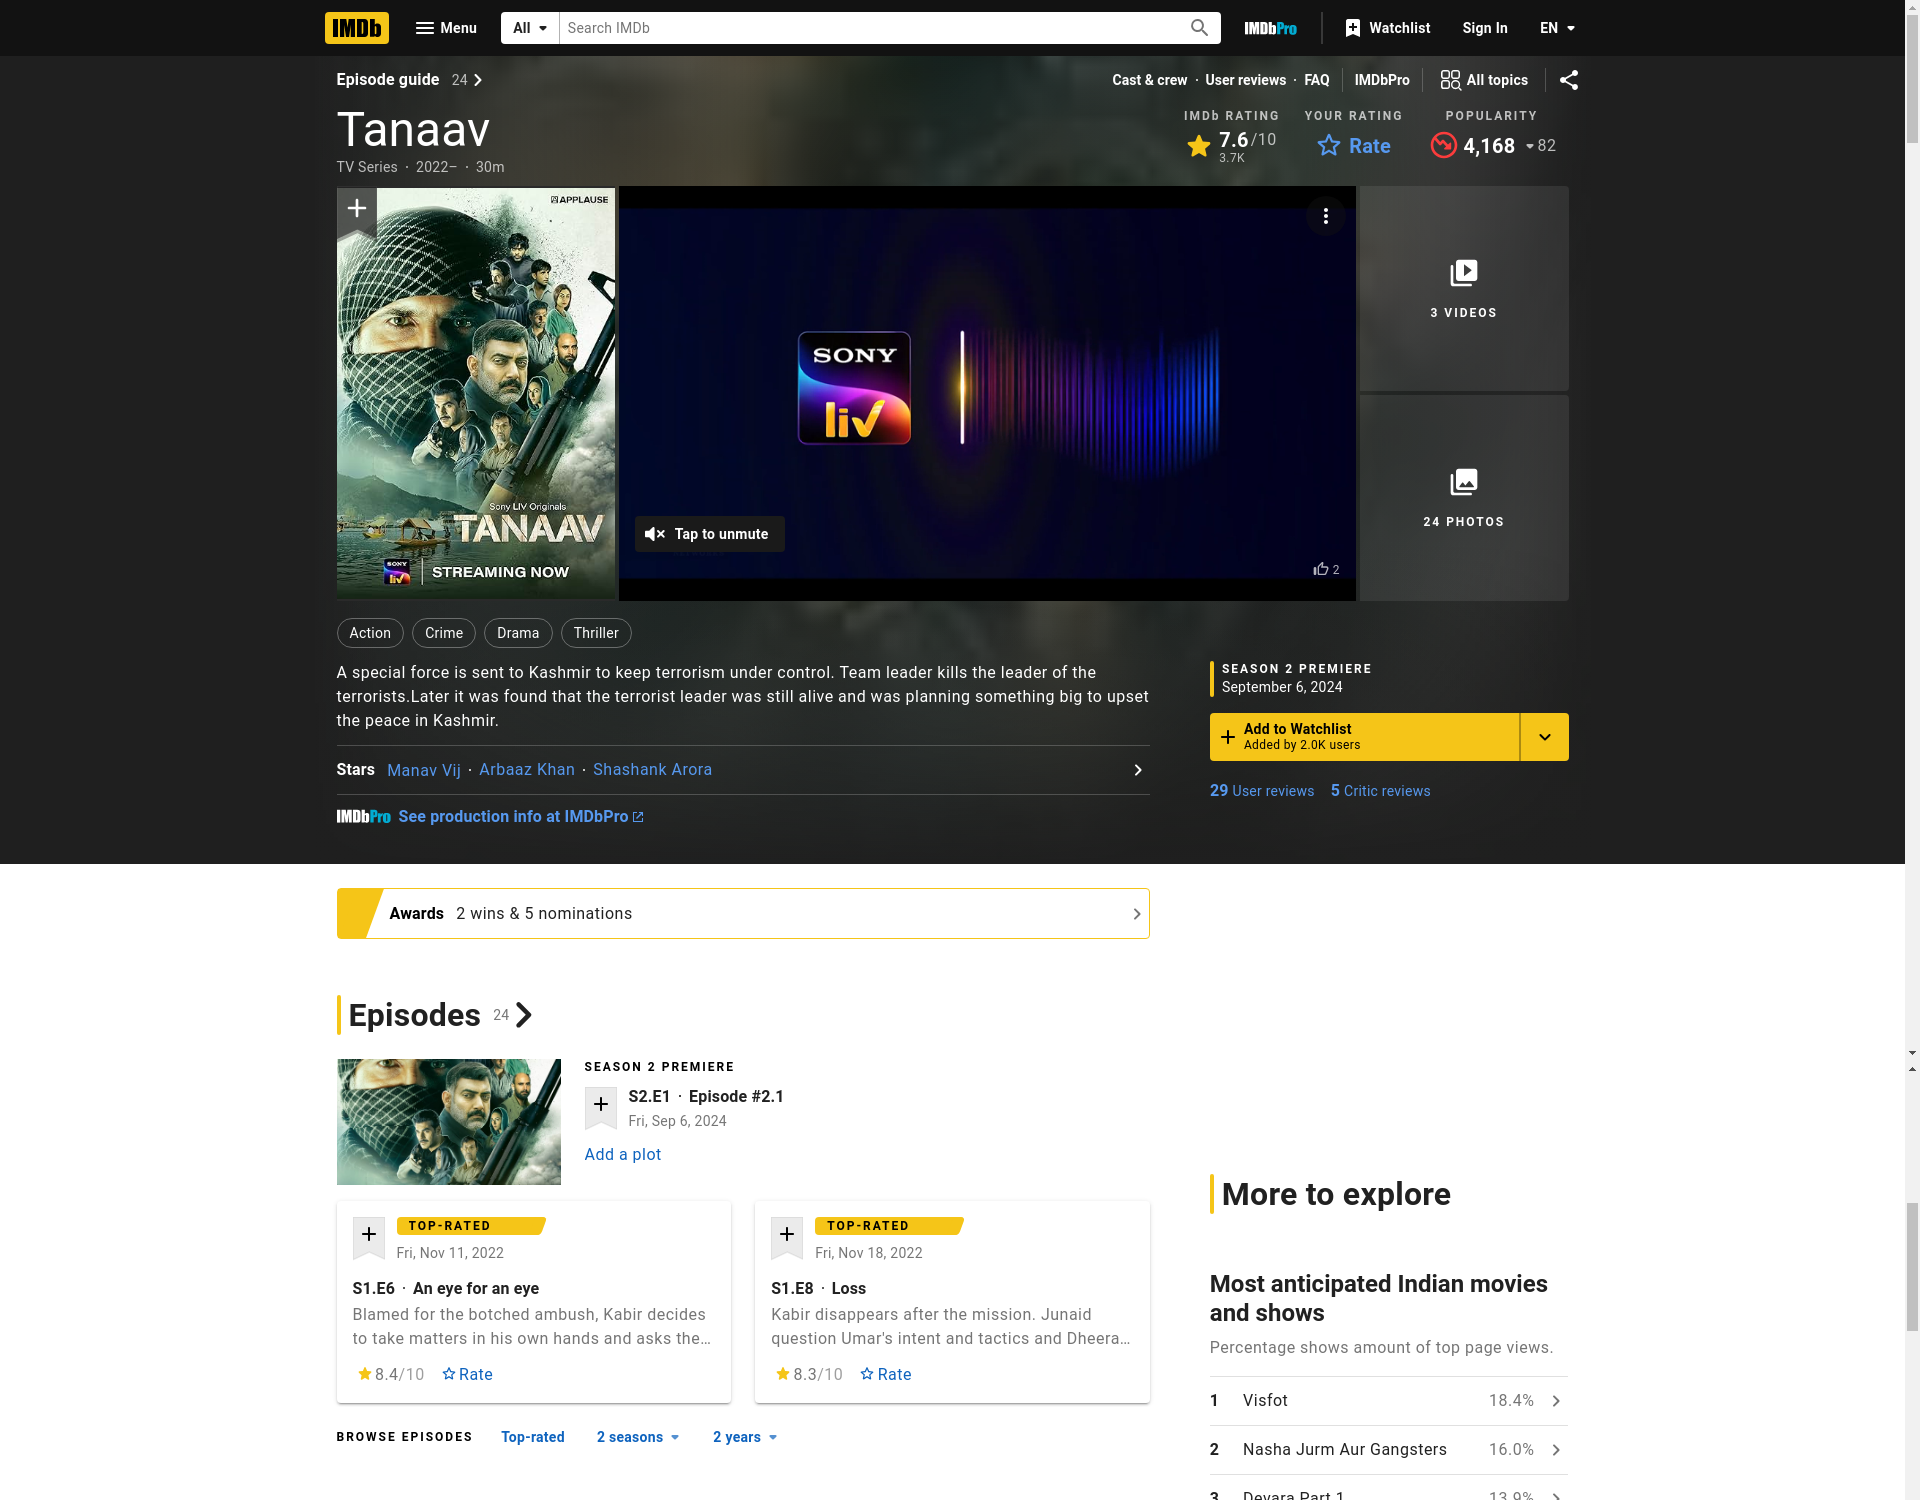 IMDb
Menu
All
Search IMDb
IMDbPro
Watchlist
Sign In
EN
Episode guide 24
Cast & crew · User reviews · FAQ
IMDbPro
All topics
Tanaav
TV Series · 2022– · 30m
IMDb RATING
7.6/10
3.7K
YOUR RATING
Rate
POPULARITY
4,168
82
APPLAUSE
Sony LIV Originals
TANAAV
SONY
liv
STREAMING NOW
SONY
liv
Tap to unmute
2
3 VIDEOS
24 PHOTOS
Action
Crime
Drama
Thriller
A special force is sent to Kashmir to keep terrorism under control. Team leader kills the leader of the
terrorists.Later it was found that the terrorist leader was still alive and was planning something big to upset
the peace in Kashmir.
Stars Manav Vij · Arbaaz Khan · Shashank Arora
IMDbPro See production info at IMDbPro
SEASON 2 PREMIERE
September 6, 2024
Add to Watchlist
Added by 2.0K users
29 User reviews 5 Critic reviews
Awards 2 wins & 5 nominations
Episodes 24
SEASON 2 PREMIERE
S2.E1 · Episode #2.1
Fri, Sep 6, 2024
Add a plot
TOP-RATED
Fri, Nov 11, 2022
S1.E6 · An eye for an eye
Blamed for the botched ambush, Kabir decides
to take matters in his own hands and asks the...
8.4/10
Rate
TOP-RATED
Fri, Nov 18, 2022
S1.E8 · Loss
Kabir disappears after the mission. Junaid
question Umar's intent and tactics and Dheera...
8.3/10
Rate
BROWSE EPISODES
Top-rated
2 seasons
2 years
More to explore
Most anticipated Indian movies
and shows
Percentage shows amount of top page views.
1 Visfot 18.4%
2 Nasha Jurm Aur Gangsters 16.0%
3 Devara Part 1 13.9%